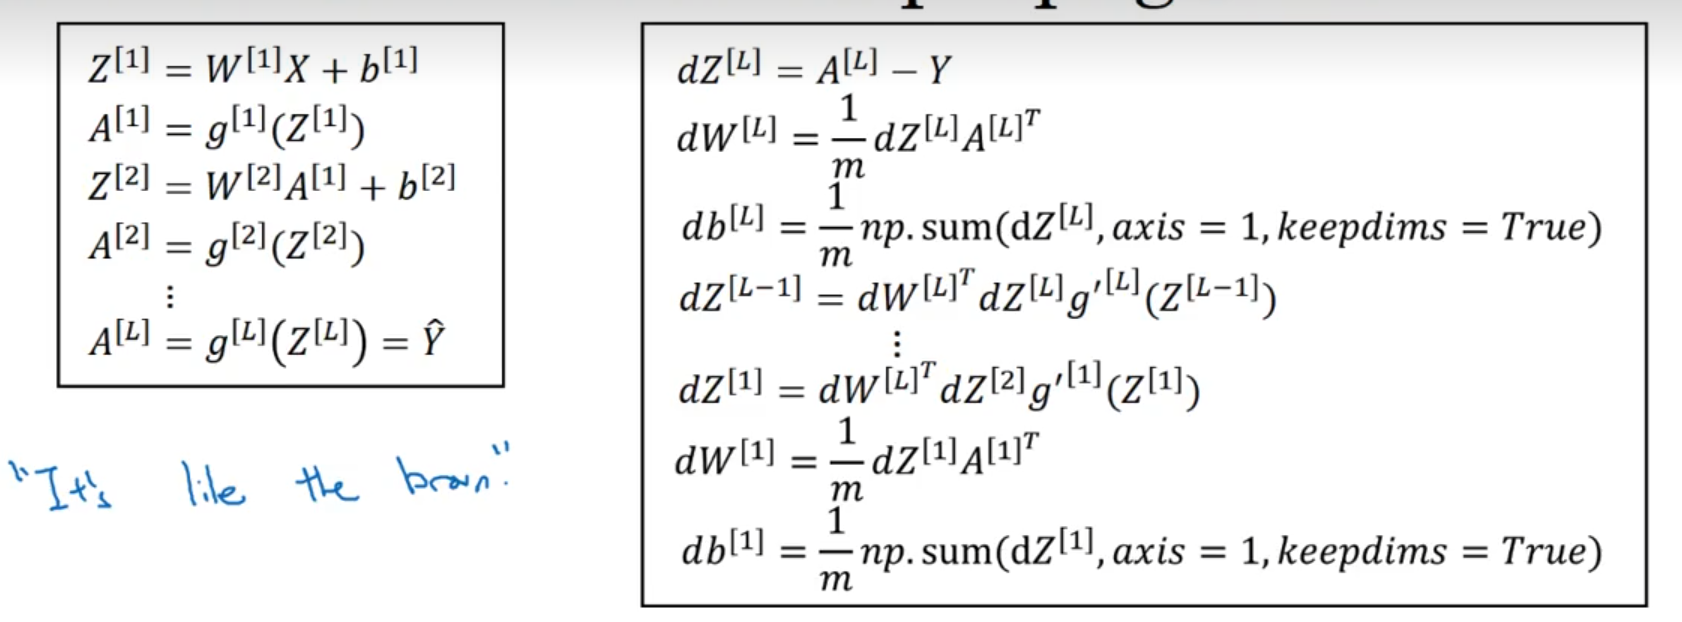 Z[1] = W[1]X + b[1]
A[1] = g[1](Z[1])
Z[2] = W[2]A[1] + b[2]
A[2] = g[2](Z[2])
⋮
A[L] = g[L](Z[L]) = Ŷ
"It's like the brain."
dZ[L] = A[L] − Y
dW[L] = 1/m dZ[L]A[L]ᵀ
db[L] = 1/m np.sum(dZ[L], axis = 1, keepdims = True)
dZ[L−1] = dW[L]ᵀdZ[L]g′[L](Z[L−1])
⋮
dZ[1] = dW[L]ᵀdZ[2]g′[1](Z[1])
dW[1] = 1/m dZ[1]A[1]ᵀ
db[1] = 1/m np.sum(dZ[1], axis = 1, keepdims = True)